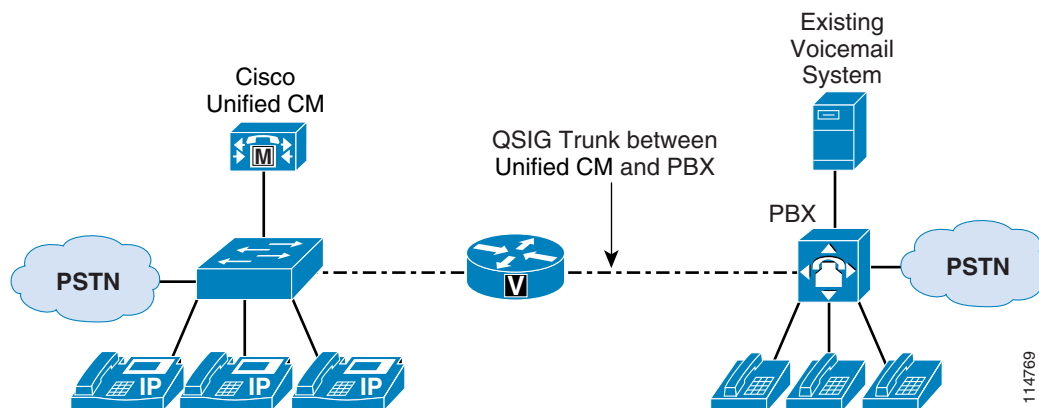 Existing
Voicemail
System
Cisco
Unified CM
M
QSIG Trunk between
Unified CM and PBX
PBX
PSTN
V
PSTN
IP
IP
IP
114769